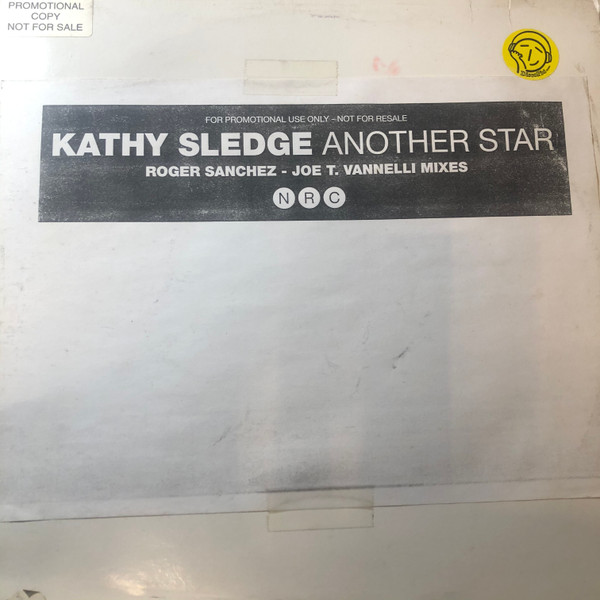 PROMOTIONAL
COPY
NOT FOR SALE
FOR PROMOTIONAL USE ONLY – NOT FOR RESALE
KATHY SLEDGE ANOTHER STAR
ROGER SANCHEZ - JOE T. VANNELLI MIXES
N R C